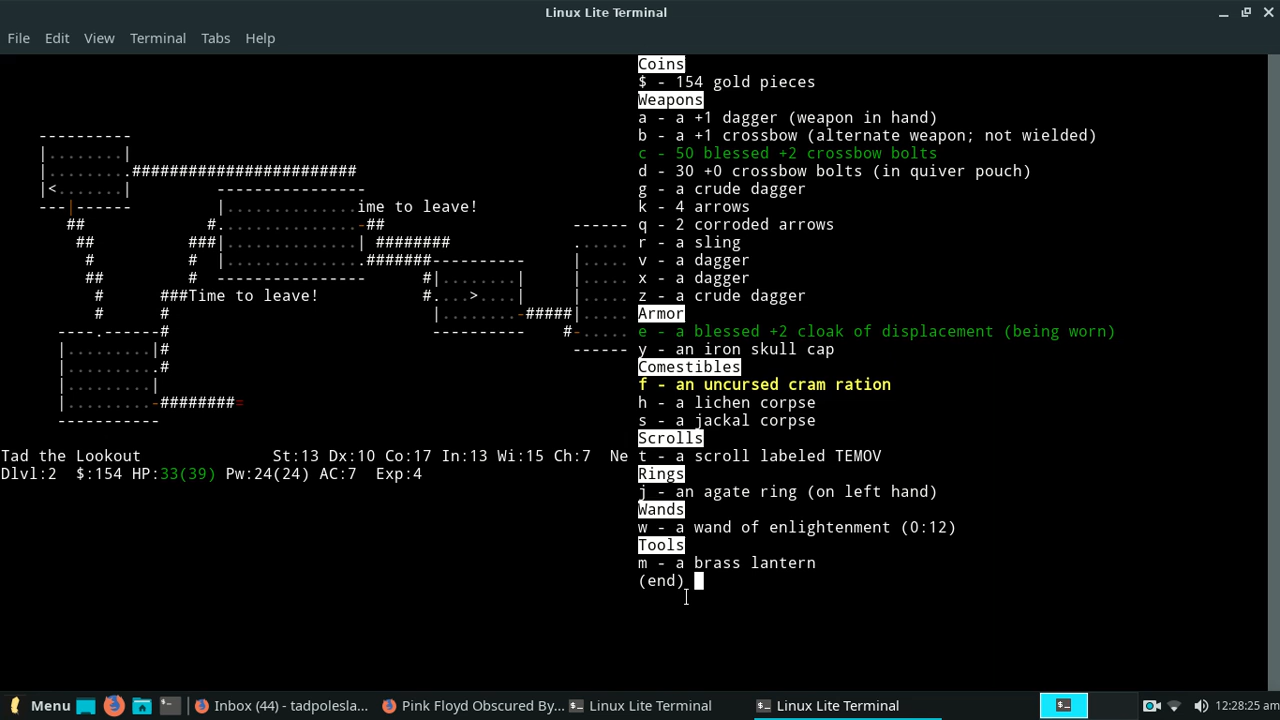 Linux Lite Terminal
File Edit View Terminal Tabs Help
Coins
$ - 154 gold pieces
Weapons
a - a +1 dagger (weapon in hand)
b - a +1 crossbow (alternate weapon; not wielded)
c - 50 blessed +2 crossbow bolts
d - 30 +0 crossbow bolts (in quiver pouch)
g - a crude dagger
ime to leave!
k - 4 arrows
q - 2 corroded arrows
r - a sling
v - a dagger
x - a dagger
Time to leave!
z - a crude dagger
Armor
e - a blessed +2 cloak of displacement (being worn)
y - an iron skull cap
Comestibles
f - an uncursed cram ration
h - a lichen corpse
s - a jackal corpse
Scrolls
Tad the Lookout St:13 Dx:10 Co:17 In:13 Wi:15 Ch:7 Ne
t - a scroll labeled TEMOV
Dlvl:2 $:154 HP:33(39) Pw:24(24) AC:7 Exp:4
Rings
j - an agate ring (on left hand)
Wands
w - a wand of enlightenment (0:12)
Tools
m - a brass lantern
(end)
Menu Inbox (44) - tadpolesla... Pink Floyd Obscured By... Linux Lite Terminal Linux Lite Terminal 12:28:25 am